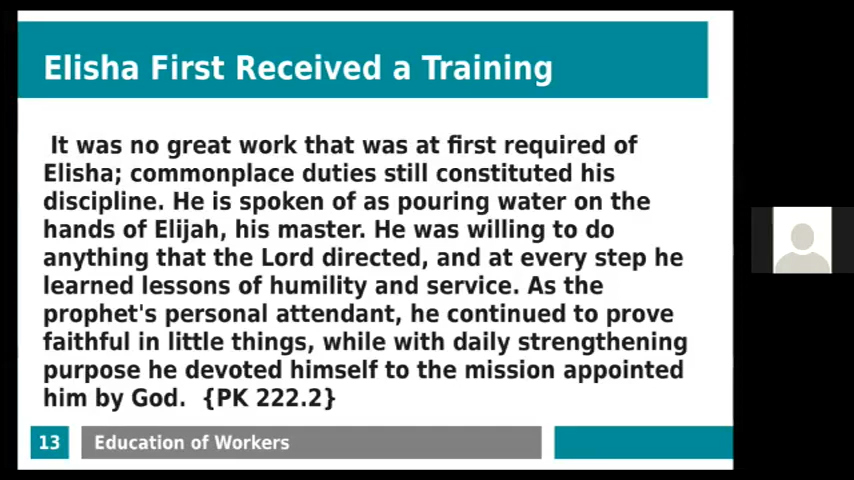 Elisha First Received a Training
It was no great work that was at first required of
Elisha; commonplace duties still constituted his
discipline. He is spoken of as pouring water on the
hands of Elijah, his master. He was willing to do
anything that the Lord directed, and at every step he
learned lessons of humility and service. As the
prophet's personal attendant, he continued to prove
faithful in little things, while with daily strengthening
purpose he devoted himself to the mission appointed
him by God. {PK 222.2}
13 Education of Workers